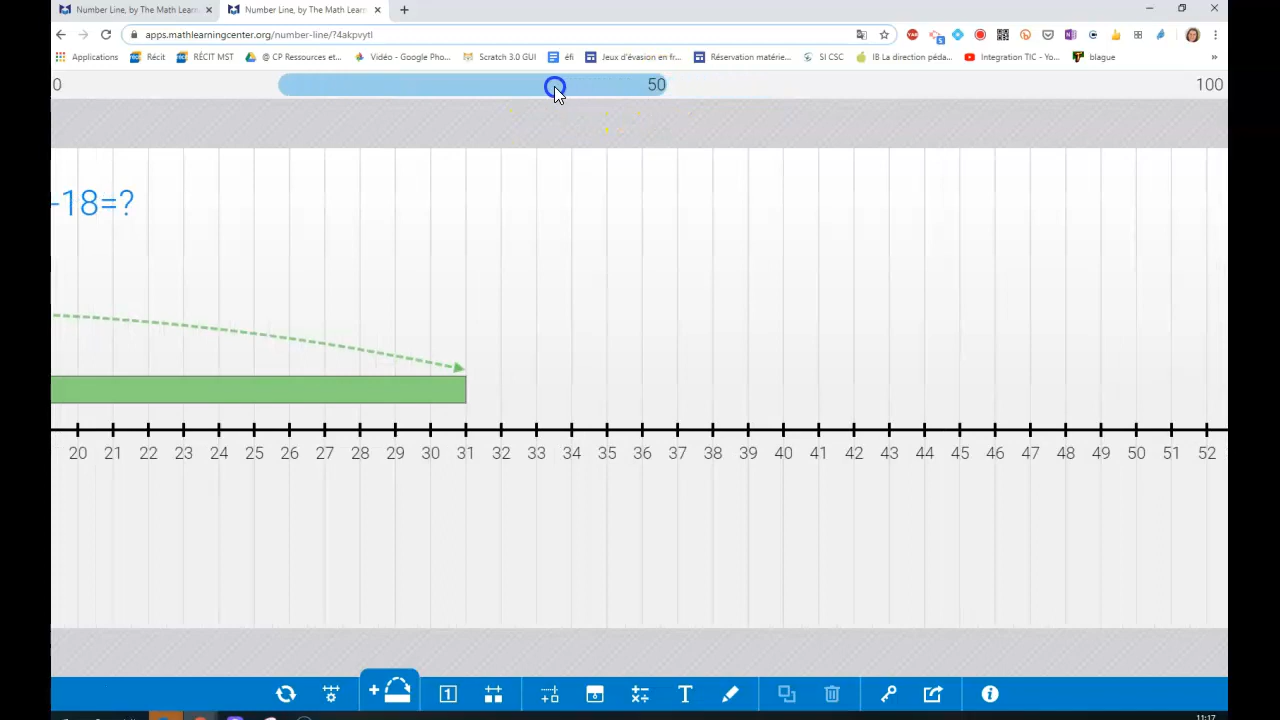 Number Line, by The Math Learn
Number Line, by The Math Learn
apps.mathlearningcenter.org/number-line/?4akpvytl
Applications Récit RÉCIT MST @ CP Ressources et... Vidéo - Google Pho... Scratch 3.0 GUI éfi Jeux d'évasion en fr... Réservation matérie... SI CSC IB La direction péda... Integration TIC - Yo... blague »
0 50 100
-18=?
20 21 22 23 24 25 26 27 28 29 30 31 32 33 34 35 36 37 38 39 40 41 42 43 44 45 46 47 48 49 50 51 52
1 T
11:17